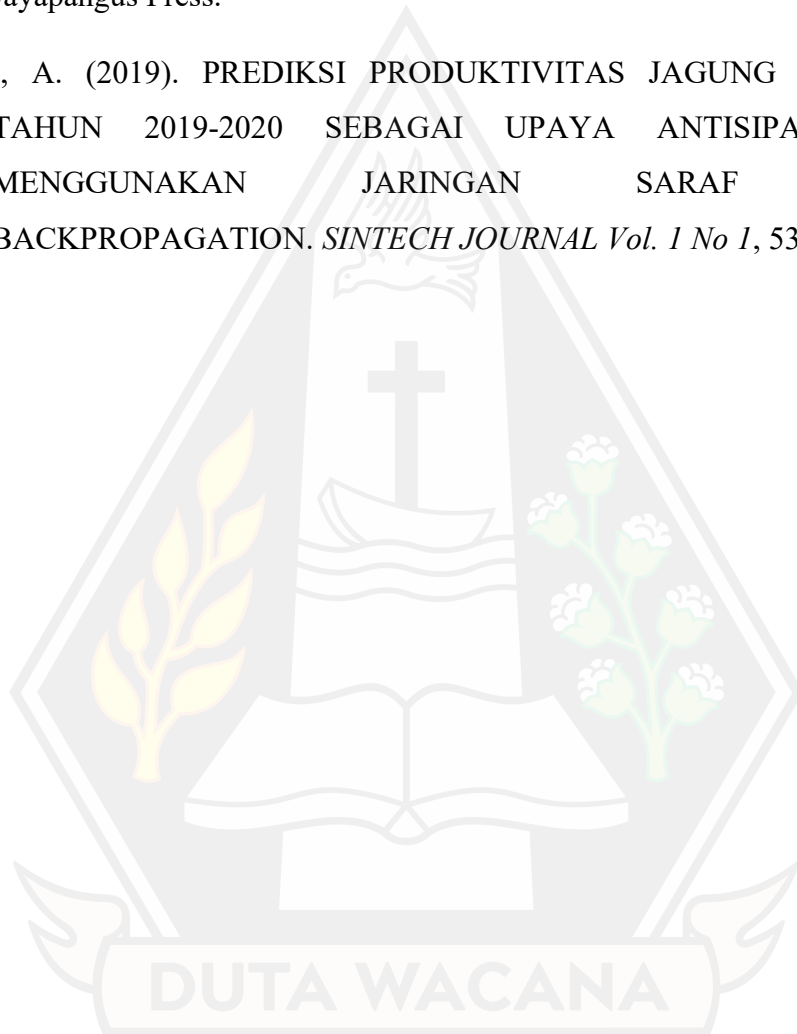 ayapangus Press.
, A. (2019). PREDIKSI PRODUKTIVITAS JAGUNG
TAHUN 2019-2020 SEBAGAI UPAYA ANTISIPA
MENGGUNAKAN JARINGAN SARAF
BACKPROPAGATION. SINTECH JOURNAL Vol. 1 No 1, 53
DUTA WACANA